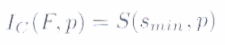 I_C(F, p) = S(s_{min}, p)